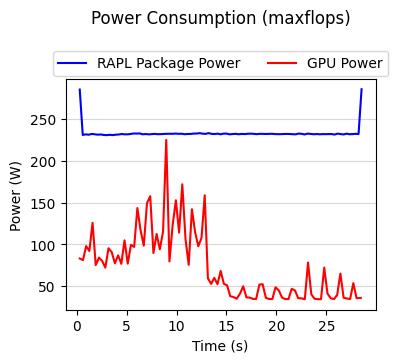 Power Consumption (maxflops)
RAPL Package Power GPU Power
Power (W)
250
200
150
100
50
0 5 10 15 20 25
Time (s)